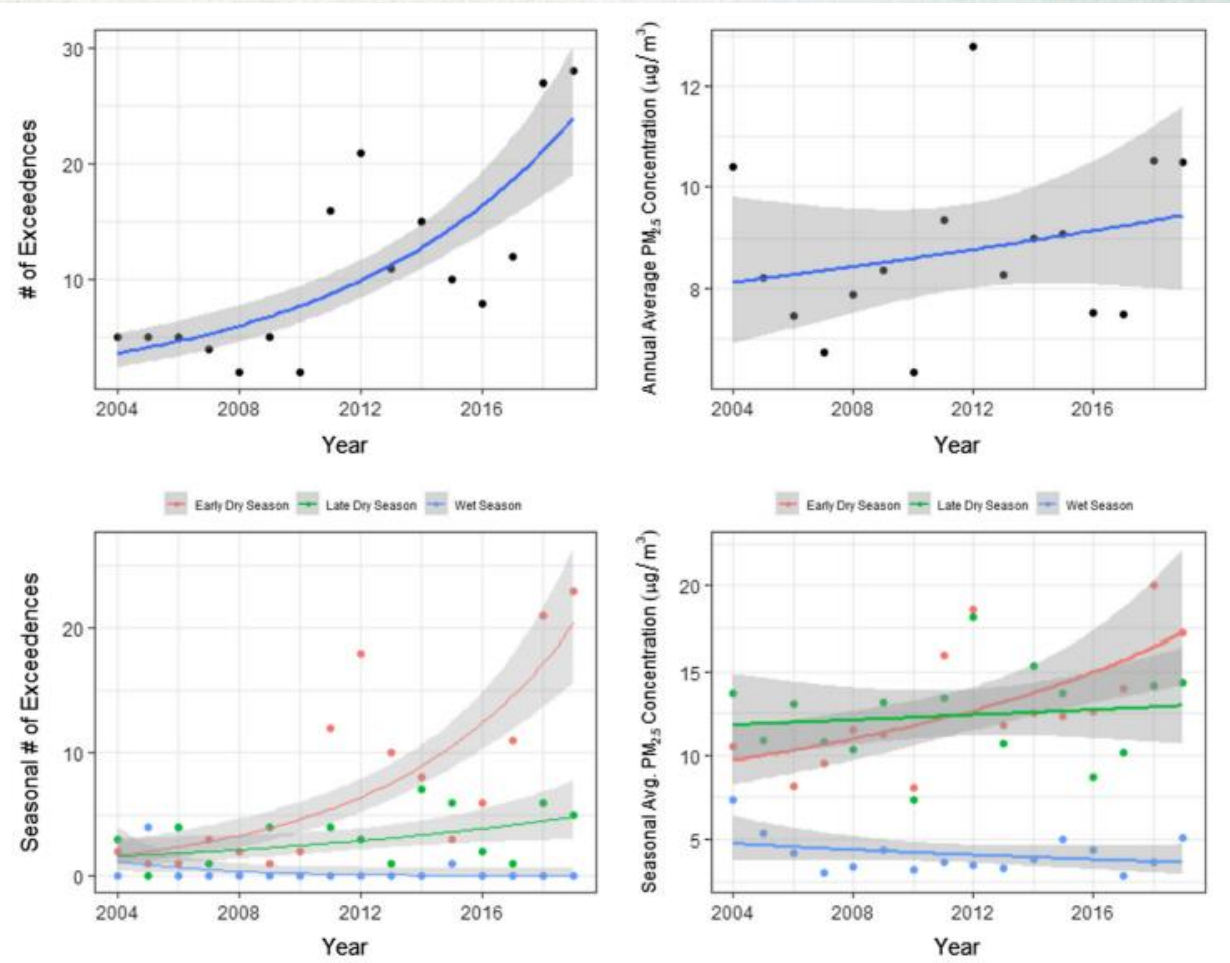 # of Exceedences
30
20
10
2004 2008 2012 2016
Year
Annual Average PM2.5 Concentration (µg/m³)
12
10
8
2004 2008 2012 2016
Year
Early Dry Season Late Dry Season Wet Season
Seasonal # of Exceedences
20
10
0
2004 2008 2012 2016
Year
Early Dry Season Late Dry Season Wet Season
Seasonal Avg. PM2.5 Concentration (µg/m³)
20
15
10
5
2004 2008 2012 2016
Year